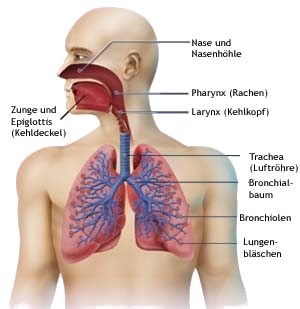 Nase und
Nasenhöhle
Pharynx (Rachen)
Larynx (Kehlkopf)
Zunge und
Epiglottis
(Kehldeckel)
Trachea
(Luftröhre)
Bronchial-
baum
Bronchiolen
Lungen-
bläschen